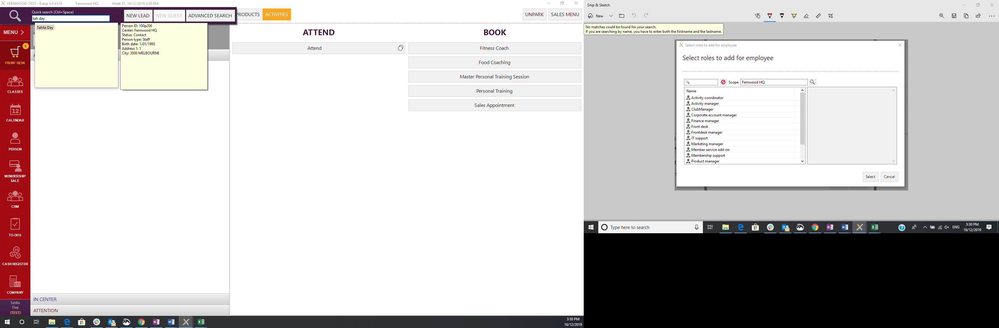 FERNWOOD-TEST - Exerp 5.0 b518 Fernwood HQ Week 51, 16/12/2019 3:30 PM
Quick search (Ctrl+Space)
tah day
NEW LEAD
NEW GUEST
ADVANCED SEARCH
PRODUCTS
ACTIVITIES
UNPARK
SALES MENU
Tahlia Day
Person ID: 100p206
Center: Fernwood HQ
Status: Contact
Person type: Staff
Birth date: 1/01/1995
Address 1: 1
City: 3000 MELBOURNE
MENU
1
FRONT DESK
CLASSES
12
CALENDAR
PERSON
MEMBERSHIP
SALE
CRM
TO-DOS
10
1 5
CASH REGISTER
COMPANY
Tahlia
Day
(TEST)
IN CENTER
ATTENTION
ATTEND
Attend
BOOK
Fitness Coach
Food Coaching
Master Personal Training Session
Personal Training
Sales Appointment
3:30 PM
16/12/2019
Snip & Sketch
New
No matches could be found for your search.
If you are searching by name, you have to enter both the firstname and the lastname.
Select roles to add for employee
Select roles to add for employee
Scope Fernwood HQ
Name
Activity coordinator
Activity manager
ClubManager
Corporate account manager
Finance manager
Front desk
Frontdesk manager
IT support
Marketing manager
Member service add-on
Membership support
Product manager
Select
Cancel
Type here to search
ENG
3:30 PM
16/12/2019